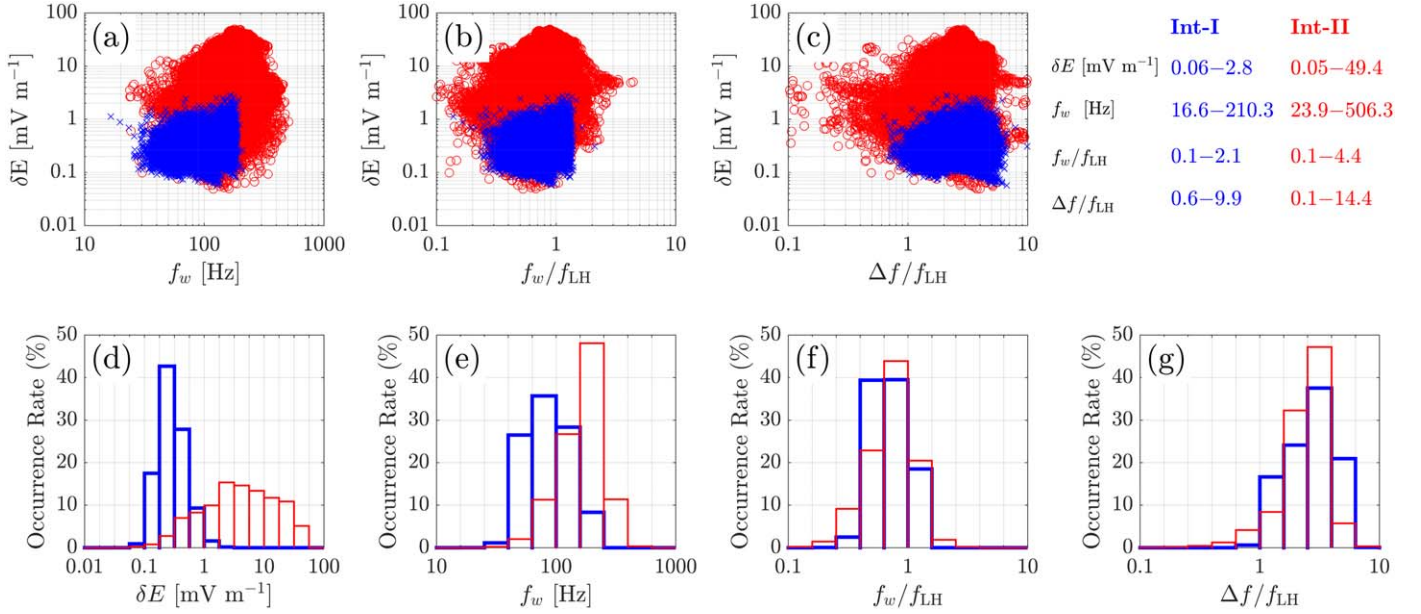 (a)
100
10
1
0.1
0.01
δE [mV m⁻¹]
10 100 1000
f_w [Hz]
(b)
100
10
1
0.1
0.01
δE [mV m⁻¹]
0.1 1 10
f_w/f_LH
(c)
100
10
1
0.1
0.01
δE [mV m⁻¹]
0.1 1 10
Δf/f_LH
Int-I Int-II
δE [mV m⁻¹] 0.06−2.8 0.05−49.4
f_w [Hz] 16.6−210.3 23.9−506.3
f_w/f_LH 0.1−2.1 0.1−4.4
Δf/f_LH 0.6−9.9 0.1−14.4
(d)
50
40
30
20
10
0
Occurrence Rate (%)
0.01 0.1 1 10 100
δE [mV m⁻¹]
(e)
50
40
30
20
10
0
Occurrence Rate (%)
10 100 1000
f_w [Hz]
(f)
50
40
30
20
10
0
Occurrence Rate (%)
0.1 1 10
f_w/f_LH
(g)
50
40
30
20
10
0
Occurrence Rate (%)
0.1 1 10
Δf/f_LH